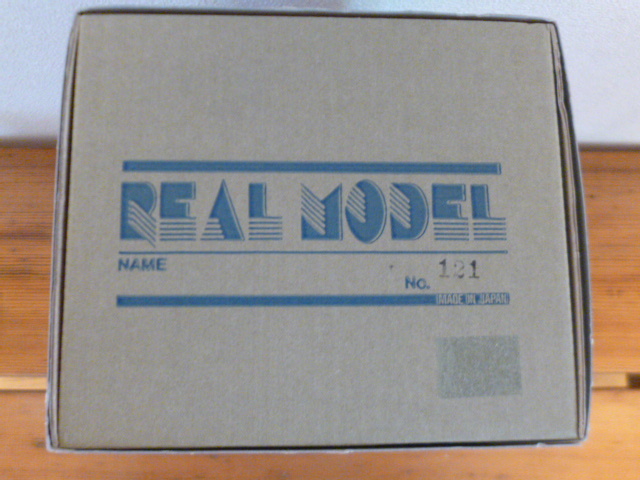 REAL MODEL
NAME
No. 121
(MADE IN JAPAN)